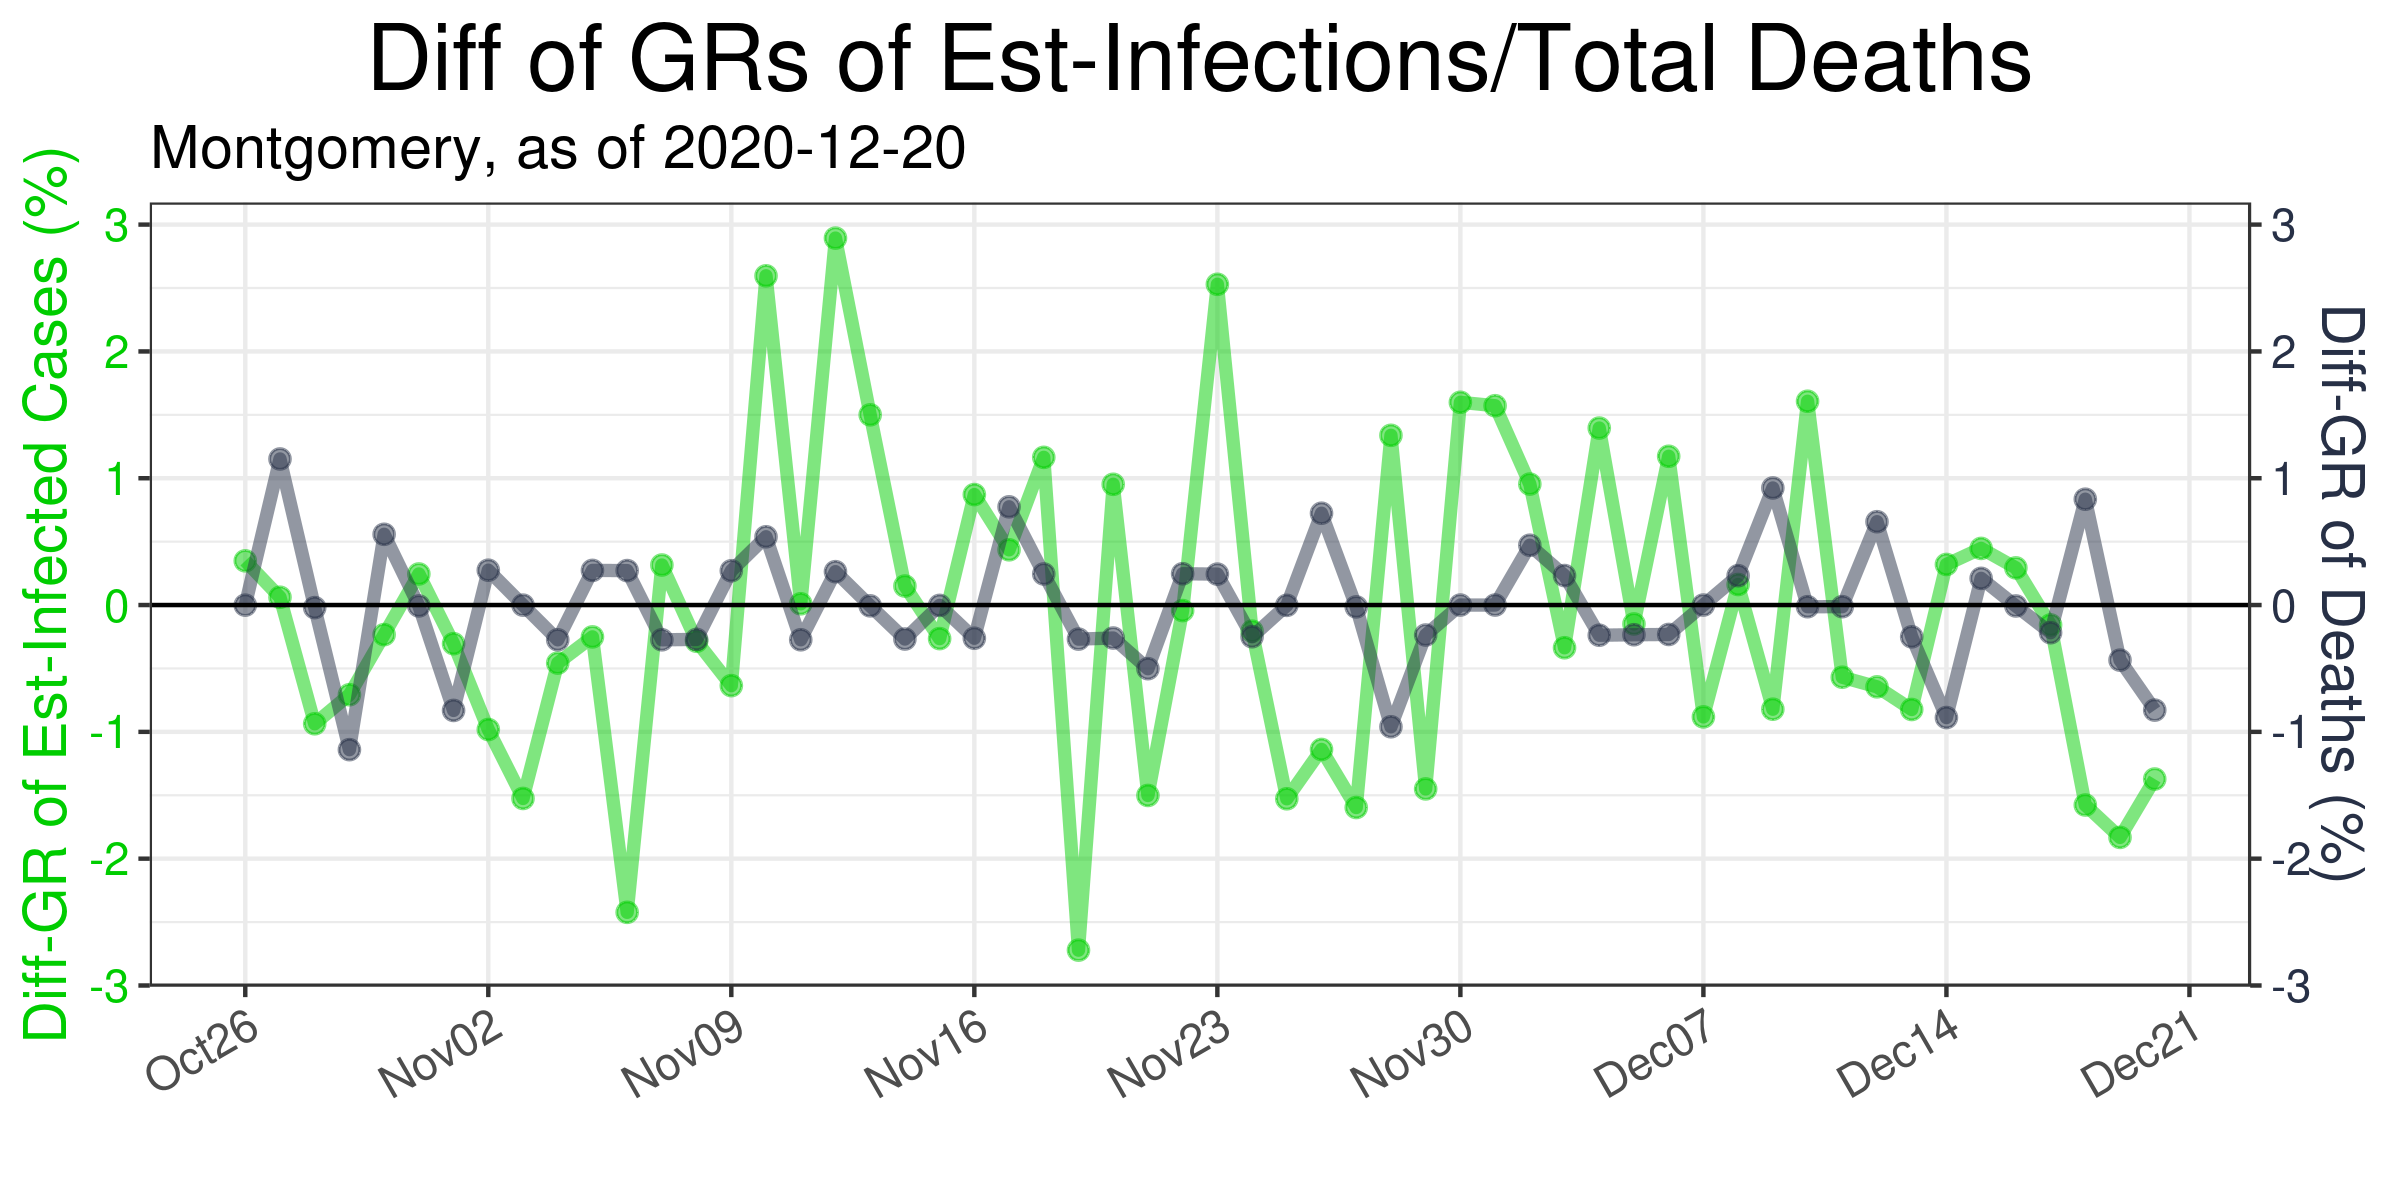 Diff of GRs of Est-Infections/Total Deaths
Montgomery, as of 2020-12-20
Diff-GR of Est-Infected Cases (%)
3
2
1
0
-1
-2
-3
3
2
1
0
-1
-2
-3
Diff-GR of Deaths (%)
Oct26
Nov02
Nov09
Nov16
Nov23
Nov30
Dec07
Dec14
Dec21